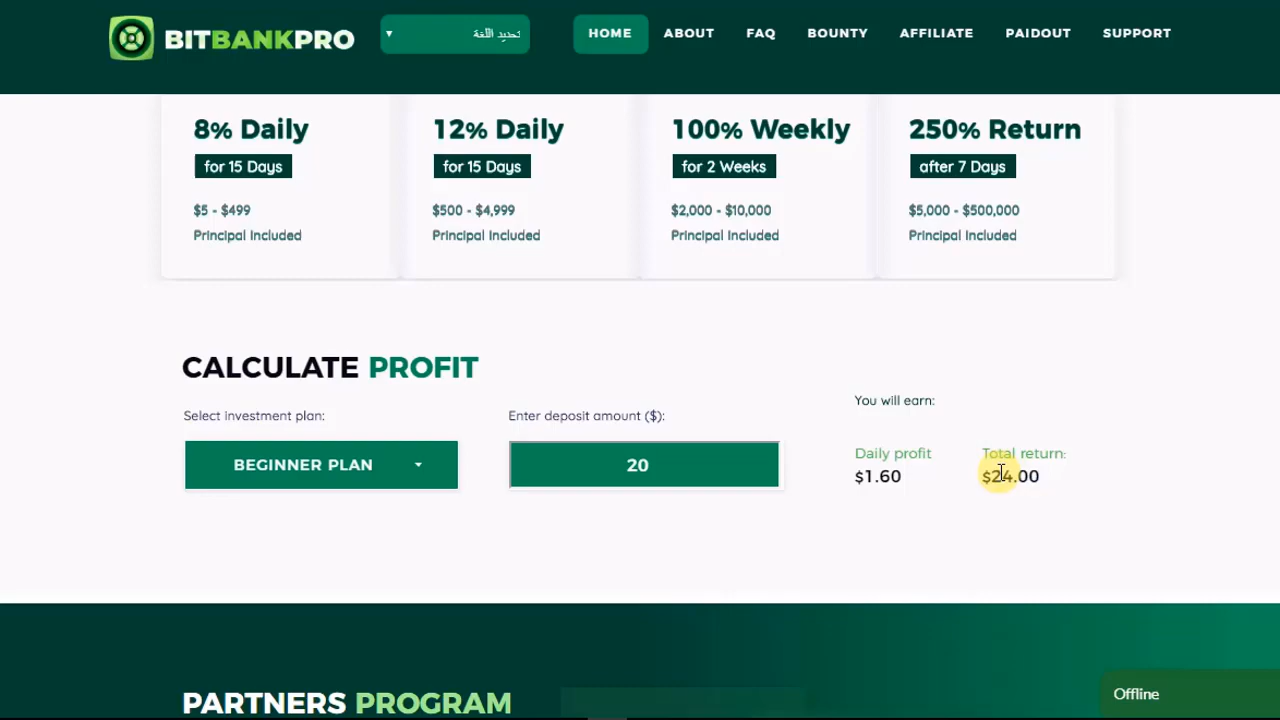 BITBANKPRO
تحديد اللغة
HOME
ABOUT
FAQ
BOUNTY
AFFILIATE
PAIDOUT
SUPPORT
8% Daily
for 15 Days
$5 - $499
Principal Included
12% Daily
for 15 Days
$500 - $4,999
Principal Included
100% Weekly
for 2 Weeks
$2,000 - $10,000
Principal Included
250% Return
after 7 Days
$5,000 - $500,000
Principal Included
CALCULATE PROFIT
Select investment plan:
BEGINNER PLAN
Enter deposit amount ($):
20
You will earn:
Daily profit
$1.60
Total return:
$24.00
PARTNERS PROGRAM
Offline